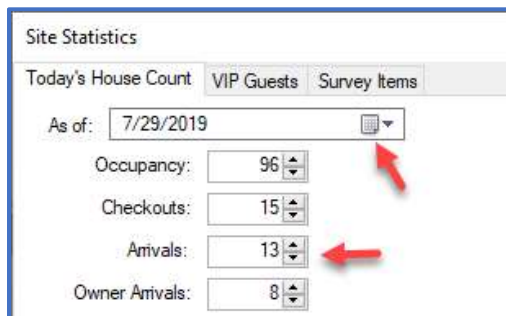 Site Statistics
Today's House Count VIP Guests Survey Items
As of: 7/29/2019
Occupancy: 96
Checkouts: 15
Arrivals: 13
Owner Arrivals: 8